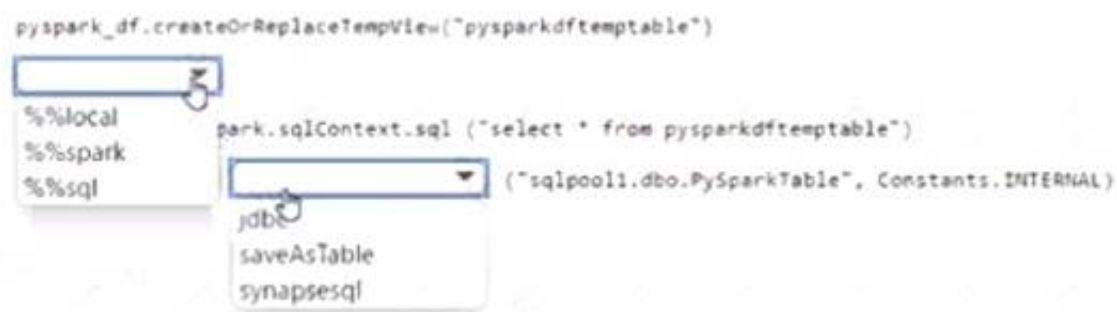 pyspark_df.createOrReplaceTempView("pysparkdftemptable")
%%local
%%spark
%%sql
park.sqlContext.sql ("select * from pysparkdftemptable")
("sqlpool1.dbo.PySparkTable", Constants.INTERNAL)
jdbc
saveAsTable
synapsesql